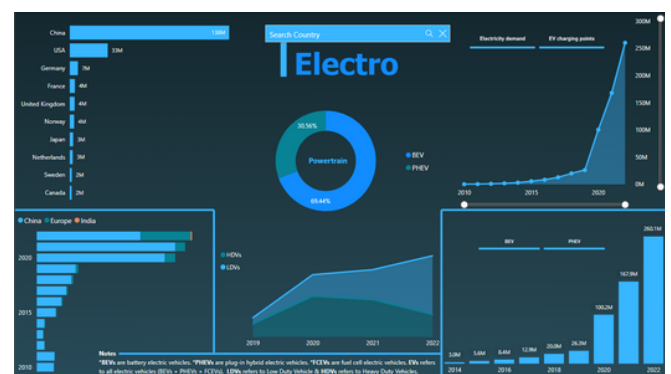 China
138M
USA
33M
Germany
7M
France
4M
United Kingdom
4M
Norway
4M
Japan
3M
Netherlands
3M
Sweden
2M
Canada
2M
Search Country
Electro
30.56%
Powertrain
69.44%
BEV
PHEV
Electricity demand
EV charging points
300M
250M
200M
150M
100M
50M
0M
2010
2015
2020
China
Europe
India
2020
2015
2010
HDVs
LDVs
2019
2020
2021
2022
BEV
PHEV
3.0M
5.6M
8.4M
12.9M
20.0M
26.2M
100.2M
167.9M
260.1M
2014
2016
2018
2020
2022
Notes
*BEVs are battery electric vehicles. *PHEVs are plug-in hybrid electric vehicles. *FCEVs are fuel cell electric vehicles. EVs refers
to all electric vehicles (BEVs + PHEVs + FCEVs). LDVs refers to Low Duty Vehicle & HDVs refers to Heavy Duty Vehicles.